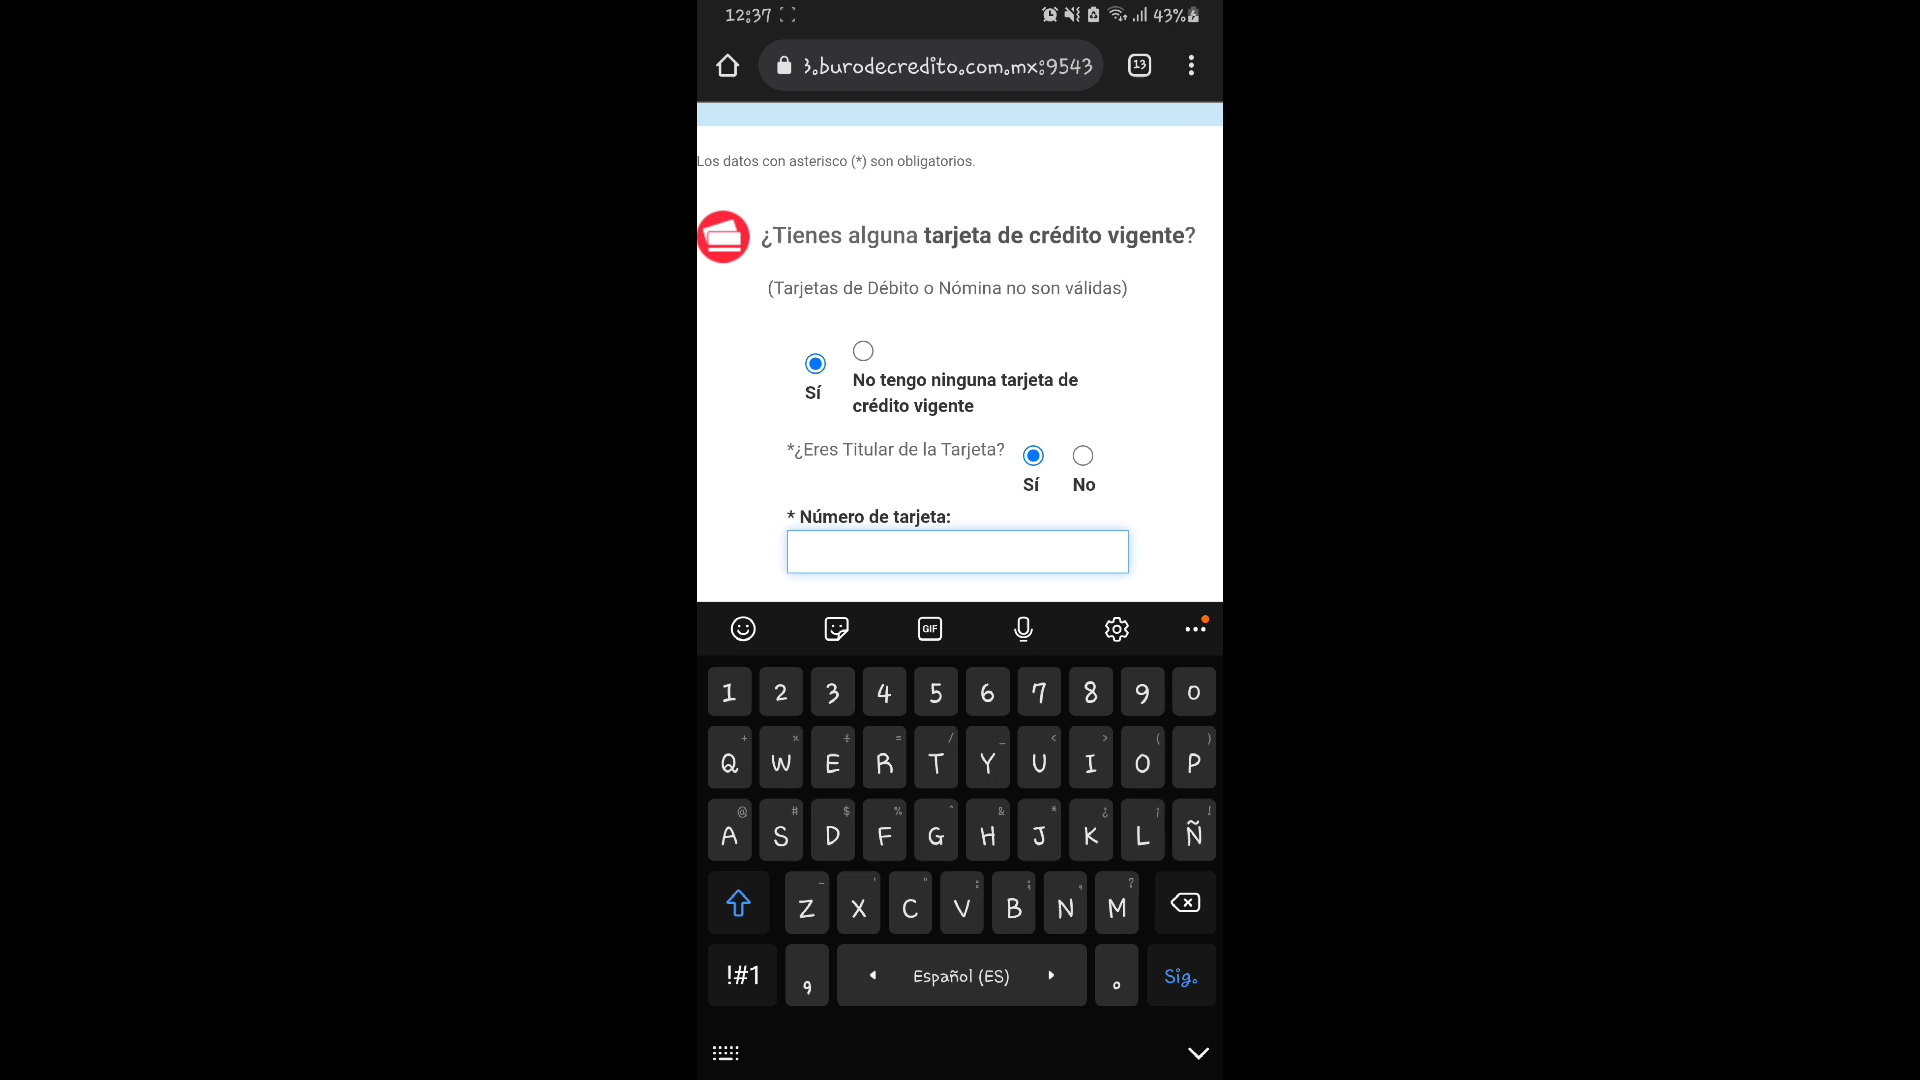 12:37 43%
3.burodecredito.com.mx:9543 13
Los datos con asterisco (*) son obligatorios.
¿Tienes alguna tarjeta de crédito vigente?
(Tarjetas de Débito o Nómina no son válidas)
Sí
No tengo ninguna tarjeta de
crédito vigente
*¿Eres Titular de la Tarjeta?
Sí No
* Número de tarjeta:
GIF
1 2 3 4 5 6 7 8 9 0
+ × ÷ = / _ < > ( )
Q W E R T Y U I O P
@ # $ % ^ & * ¿ ¡ !
A S D F G H J K L Ñ
- ' " : ; , ?
Z X C V B N M
!#1 , Español (ES) . Sig.